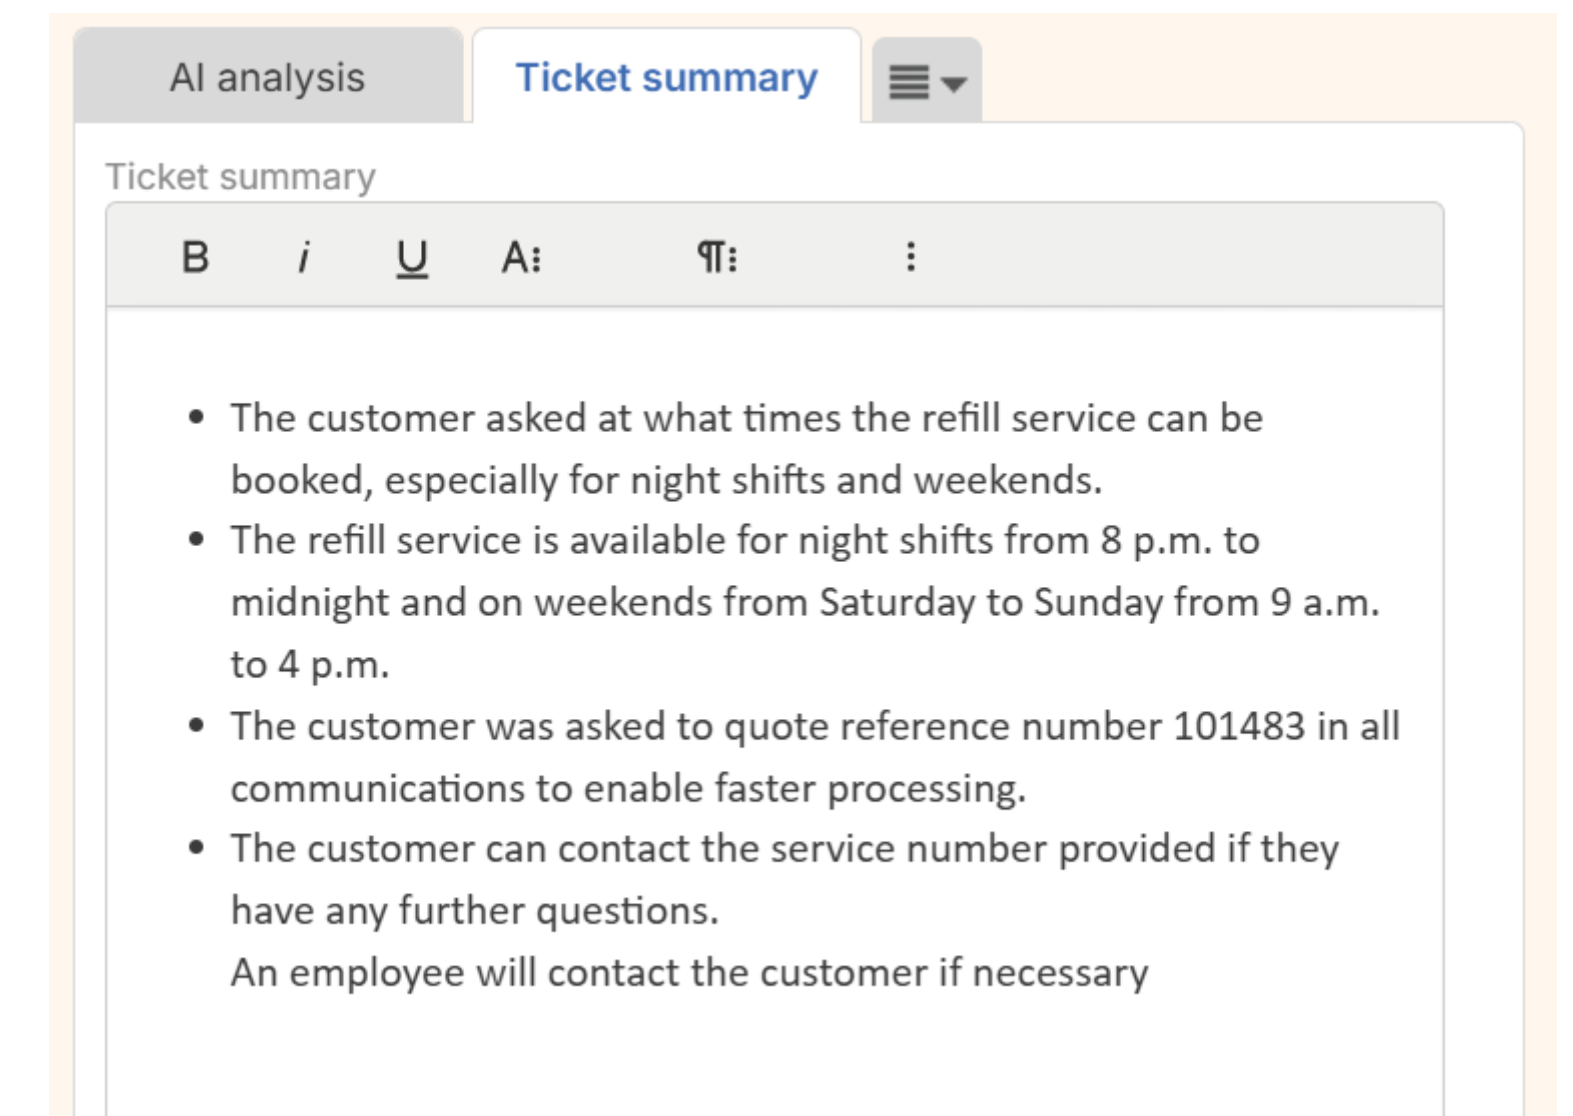 AI analysis
Ticket summary
Ticket summary
B i U A ¶
• The customer asked at what times the refill service can be
booked, especially for night shifts and weekends.
• The refill service is available for night shifts from 8 p.m. to
midnight and on weekends from Saturday to Sunday from 9 a.m.
to 4 p.m.
• The customer was asked to quote reference number 101483 in all
communications to enable faster processing.
• The customer can contact the service number provided if they
have any further questions.
An employee will contact the customer if necessary